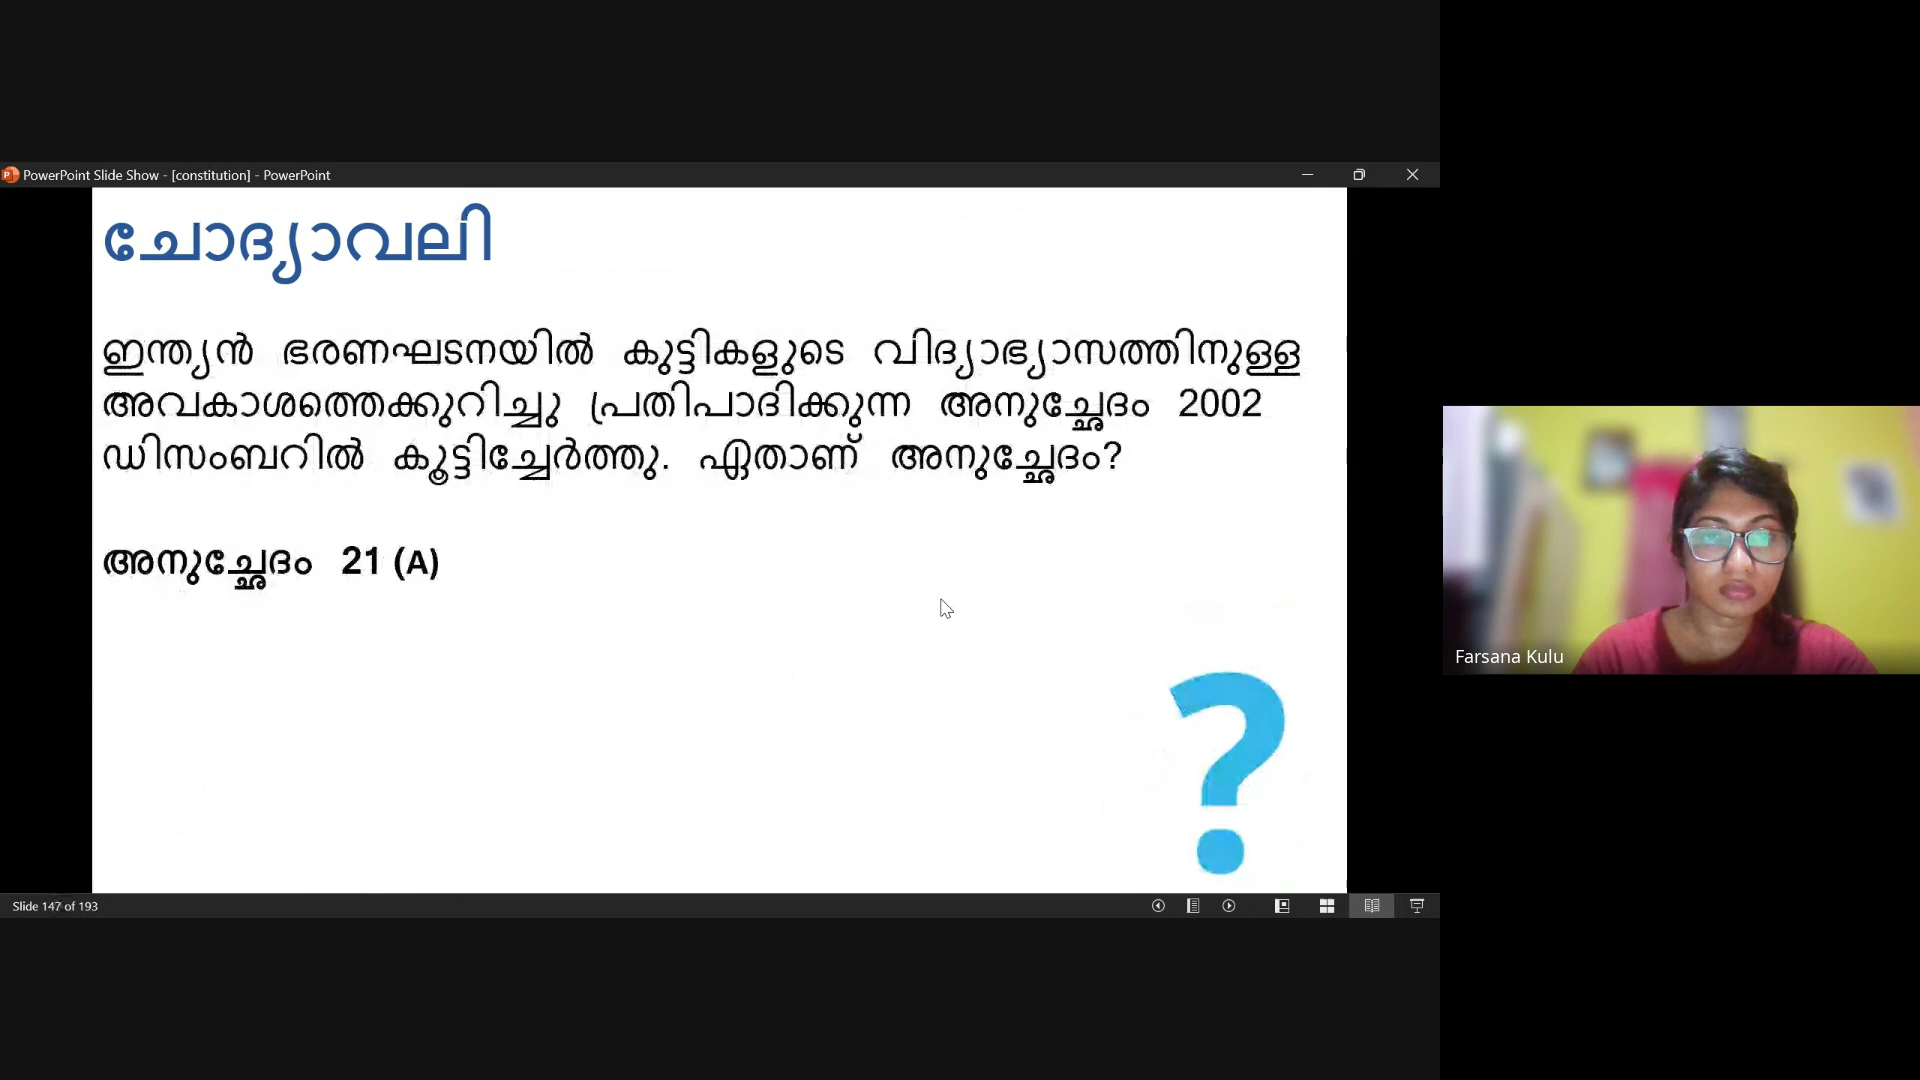 PowerPoint Slide Show - [constitution] - PowerPoint
ചോദ്യാവലി
ഇന്ത്യൻ ഭരണഘടനയിൽ കുട്ടികളുടെ വിദ്യാഭ്യാസത്തിനുള്ള
അവകാശത്തെക്കുറിച്ചു പ്രതിപാദിക്കുന്ന അനുച്ഛേദം 2002
ഡിസംബറിൽ കൂട്ടിച്ചേർത്തു. ഏതാണ് അനുച്ഛേദം?
അനുച്ഛേദം 21 (A)
?
Farsana Kulu
Slide 147 of 193